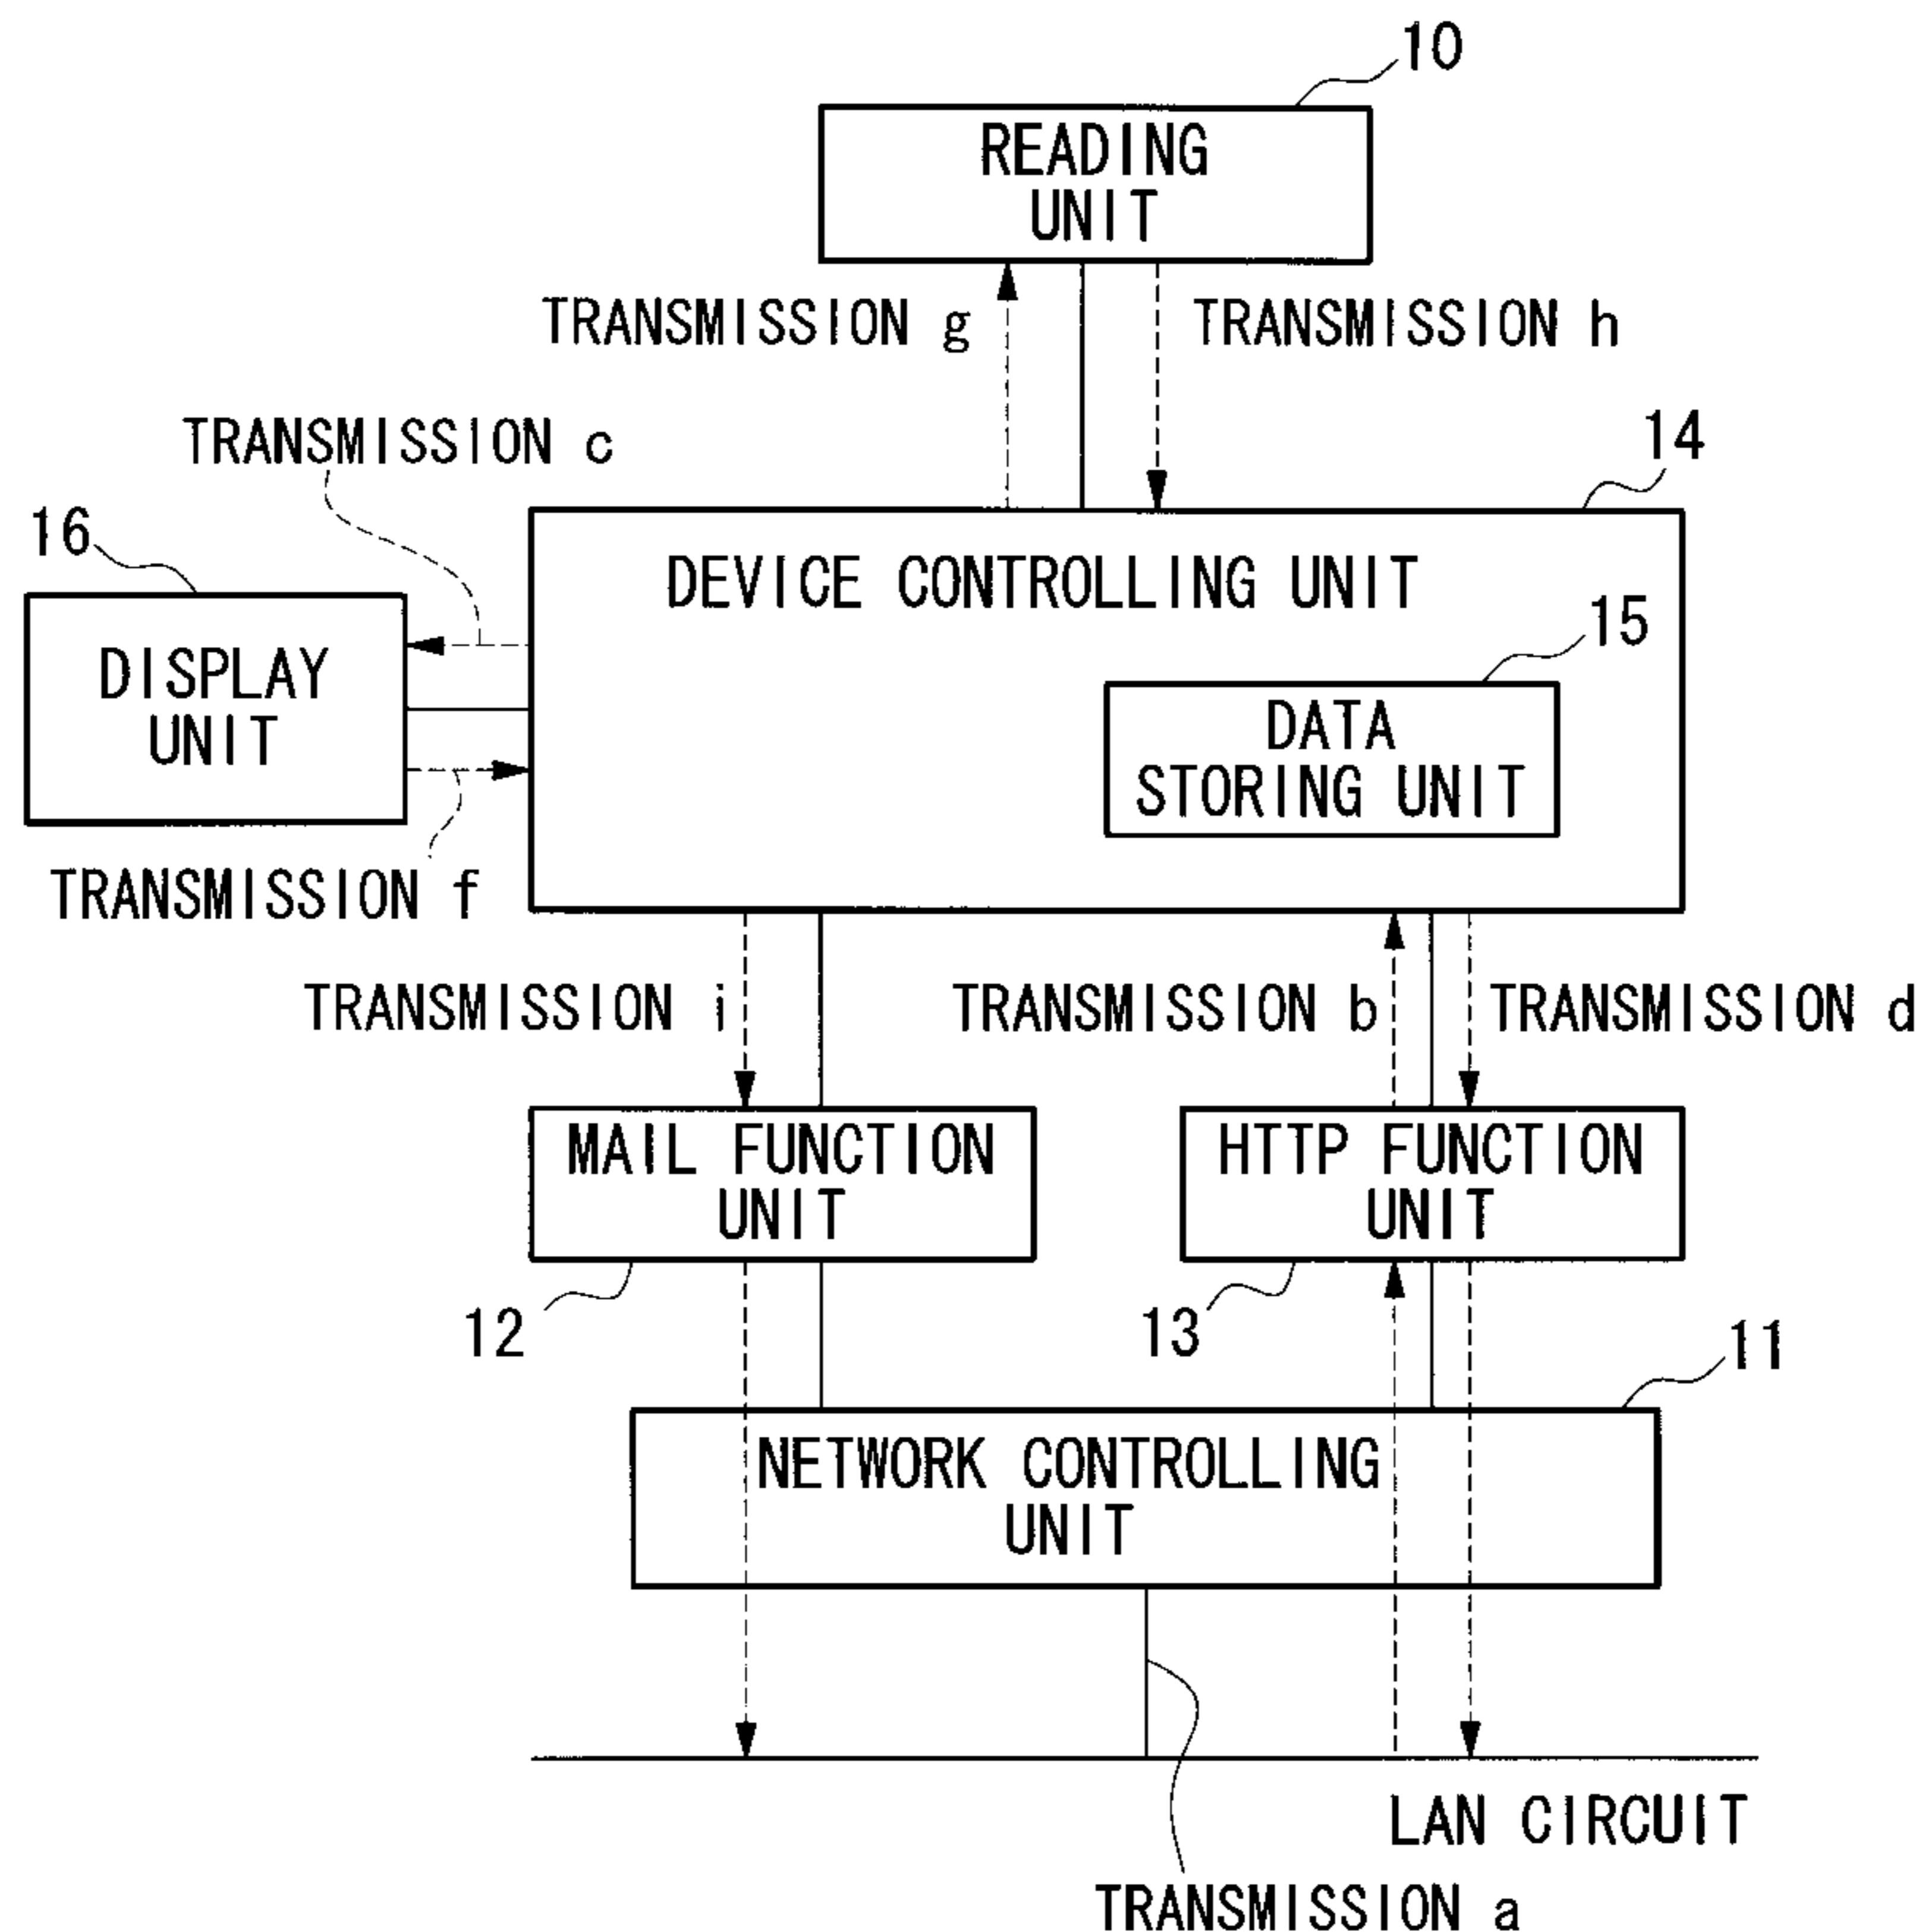 10
READING
UNIT
TRANSMISSION g
TRANSMISSION h
TRANSMISSION c
14
16
DEVICE CONTROLLING UNIT
15
DISPLAY
UNIT
DATA
STORING UNIT
TRANSMISSION f
TRANSMISSION i
TRANSMISSION b
TRANSMISSION d
MAIL FUNCTION
UNIT
HTTP FUNCTION
UNIT
12
13
11
NETWORK CONTROLLING
UNIT
LAN CIRCUIT
TRANSMISSION a